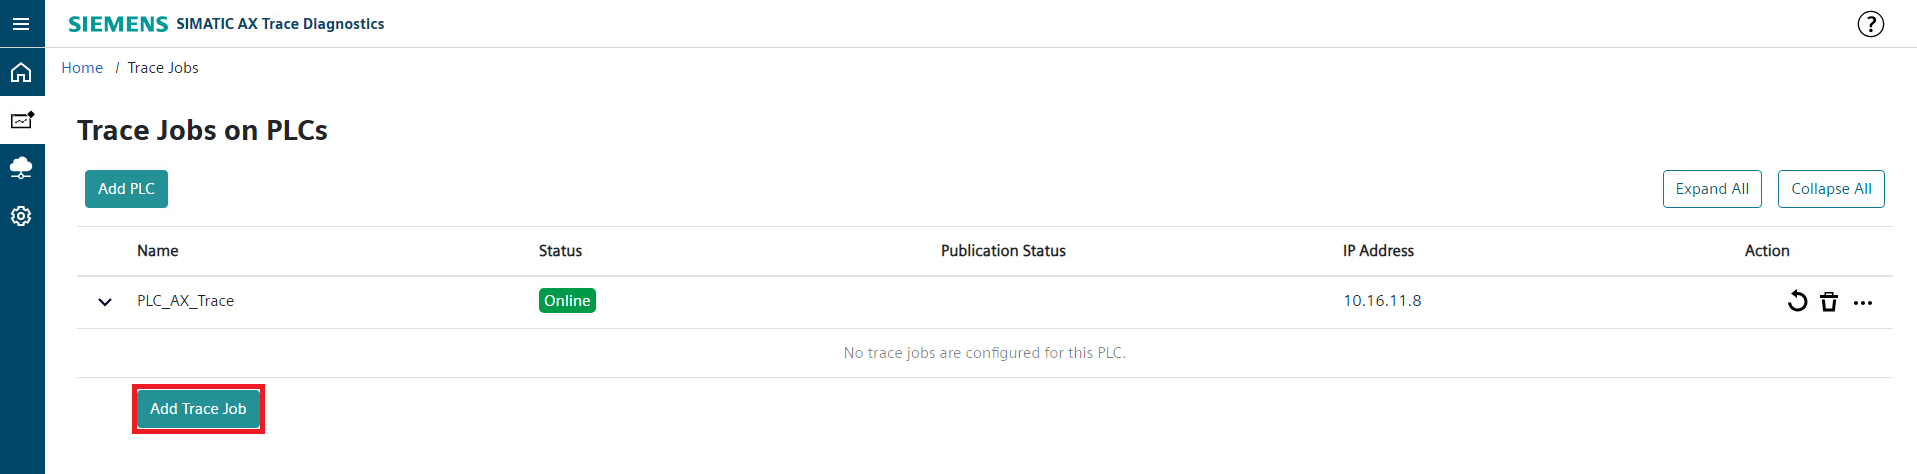 SIEMENS SIMATIC AX Trace Diagnostics ?
Home / Trace Jobs
Trace Jobs on PLCs
Add PLC Expand All Collapse All
Name Status Publication Status IP Address Action
PLC_AX_Trace Online 10.16.11.8
No trace jobs are configured for this PLC.
Add Trace Job